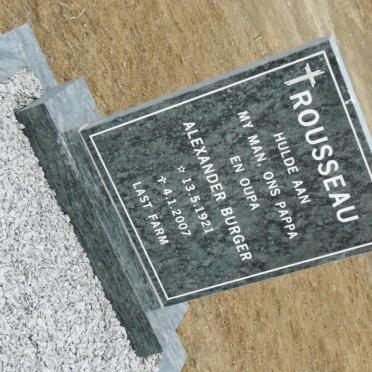 ROUSSEAU
HULDE AAN
MY MAN, ONS PAPPA
EN OUPA
ALEXANDER BURGER
☆ 13.5.1921
✝ 4.1.2007
LAST FARM